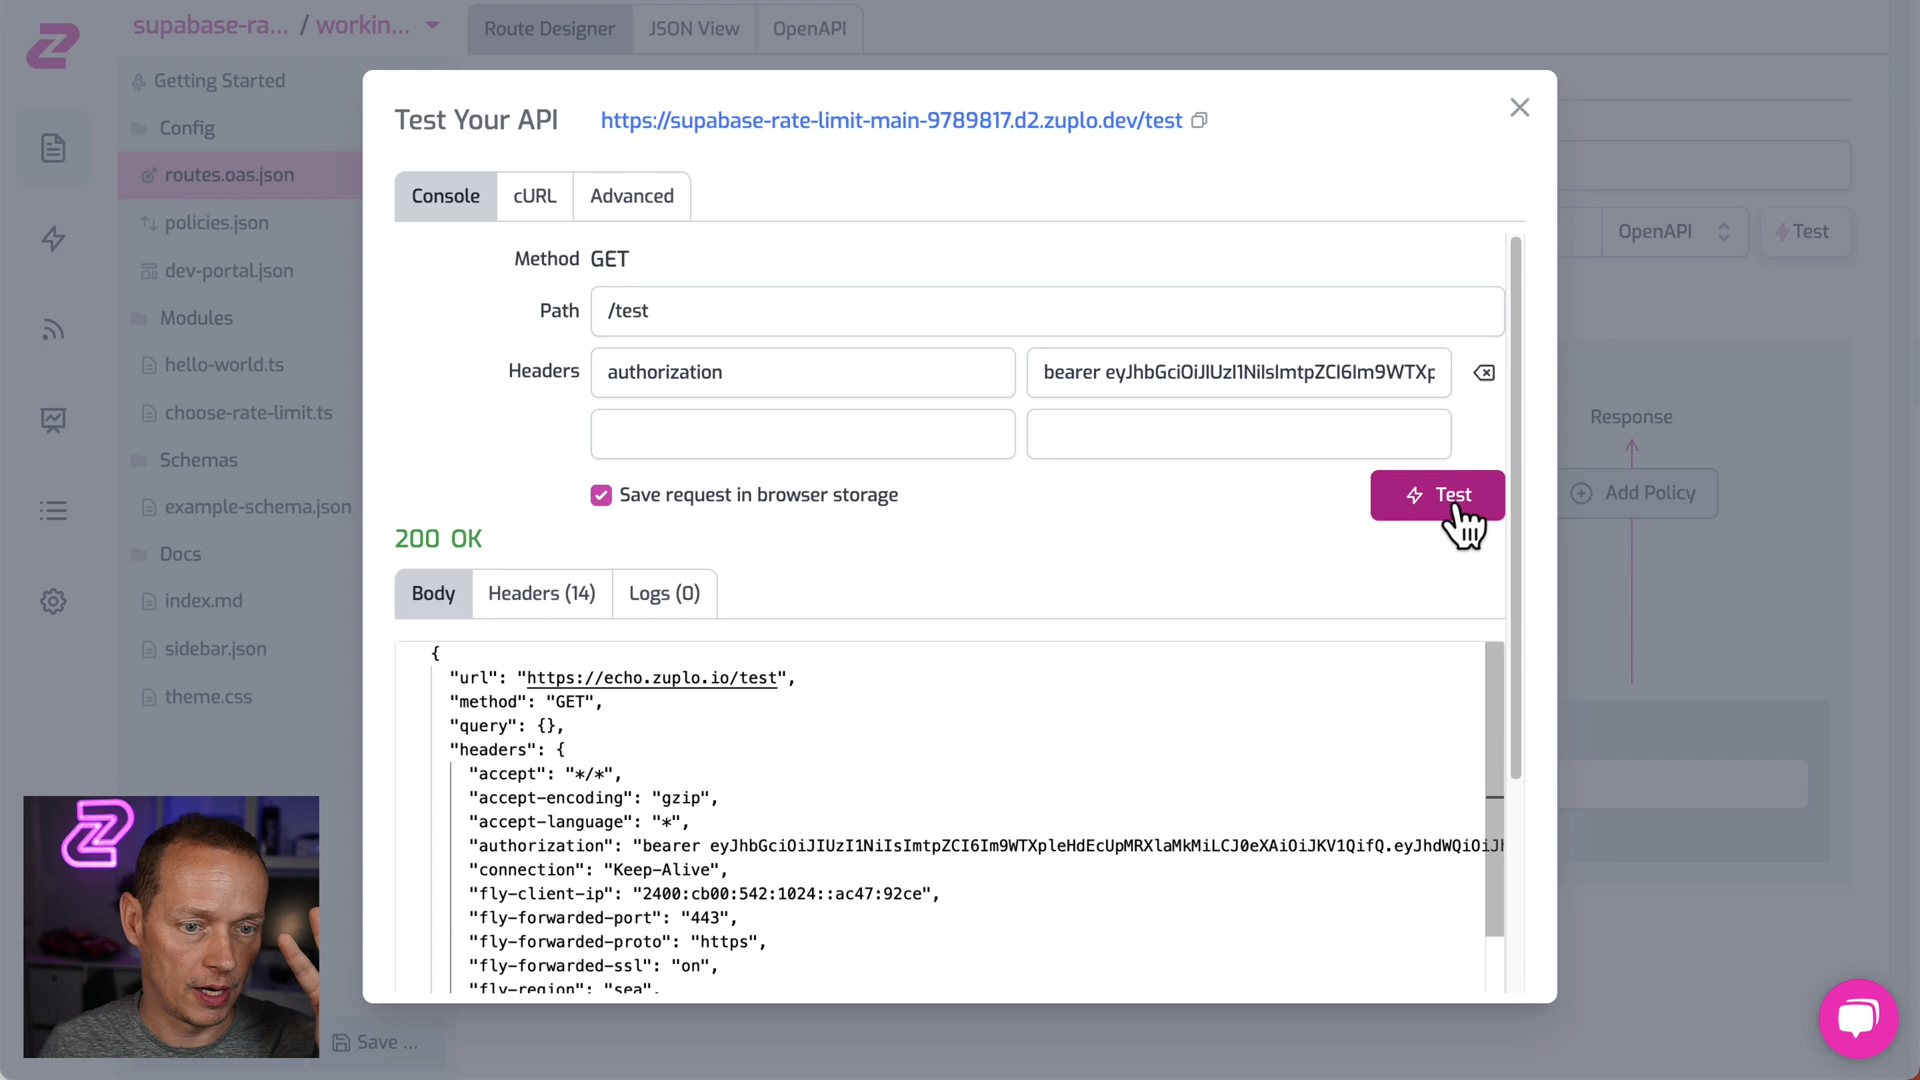 supabase-ra... / workin...
Route Designer
JSON View
OpenAPI
Getting Started
Config
routes.oas.json
policies.json
dev-portal.json
Modules
hello-world.ts
choose-rate-limit.ts
Schemas
example-schema.json
Docs
index.md
sidebar.json
theme.css
Save ...
Test Your API
https://supabase-rate-limit-main-9789817.d2.zuplo.dev/test
Console
cURL
Advanced
Method GET
Path /test
Headers authorization
bearer eyJhbGciOiJIUzI1NiIsImtpZCI6Im9WTXp
Save request in browser storage
Test
200 OK
Body
Headers (14)
Logs (0)
{
"url": "https://echo.zuplo.io/test",
"method": "GET",
"query": {},
"headers": {
"accept": "*/*",
"accept-encoding": "gzip",
"accept-language": "*",
"authorization": "bearer eyJhbGciOiJIUzI1NiIsImtpZCI6Im9WTXpleHdEcUpMRXlaMkMiLCJ0eXAiOiJKV1QifQ.eyJhdWQiOiJh
"connection": "Keep-Alive",
"fly-client-ip": "2400:cb00:542:1024::ac47:92ce",
"fly-forwarded-port": "443",
"fly-forwarded-proto": "https",
"fly-forwarded-ssl": "on",
"fly-region": "sea",
OpenAPI
Test
Response
Add Policy